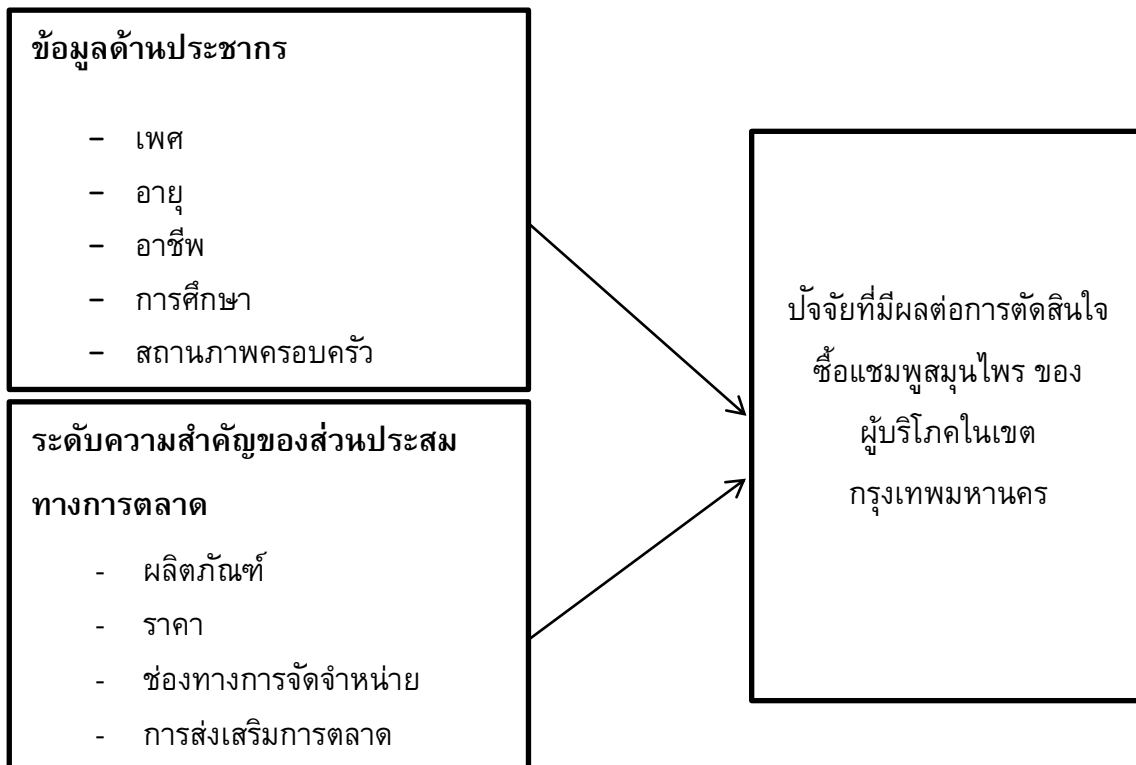 ข้อมูลด้านประชากร
– เพศ
– อายุ
– อาชีพ
– การศึกษา
– สถานภาพครอบครัว
ระดับความสำคัญของส่วนประสม
ทางการตลาด
- ผลิตภัณฑ์
- ราคา
- ช่องทางการจัดจำหน่าย
- การส่งเสริมการตลาด
ปัจจัยที่มีผลต่อการตัดสินใจ
ซื้อแชมพูสมุนไพร ของ
ผู้บริโภคในเขต
กรุงเทพมหานคร